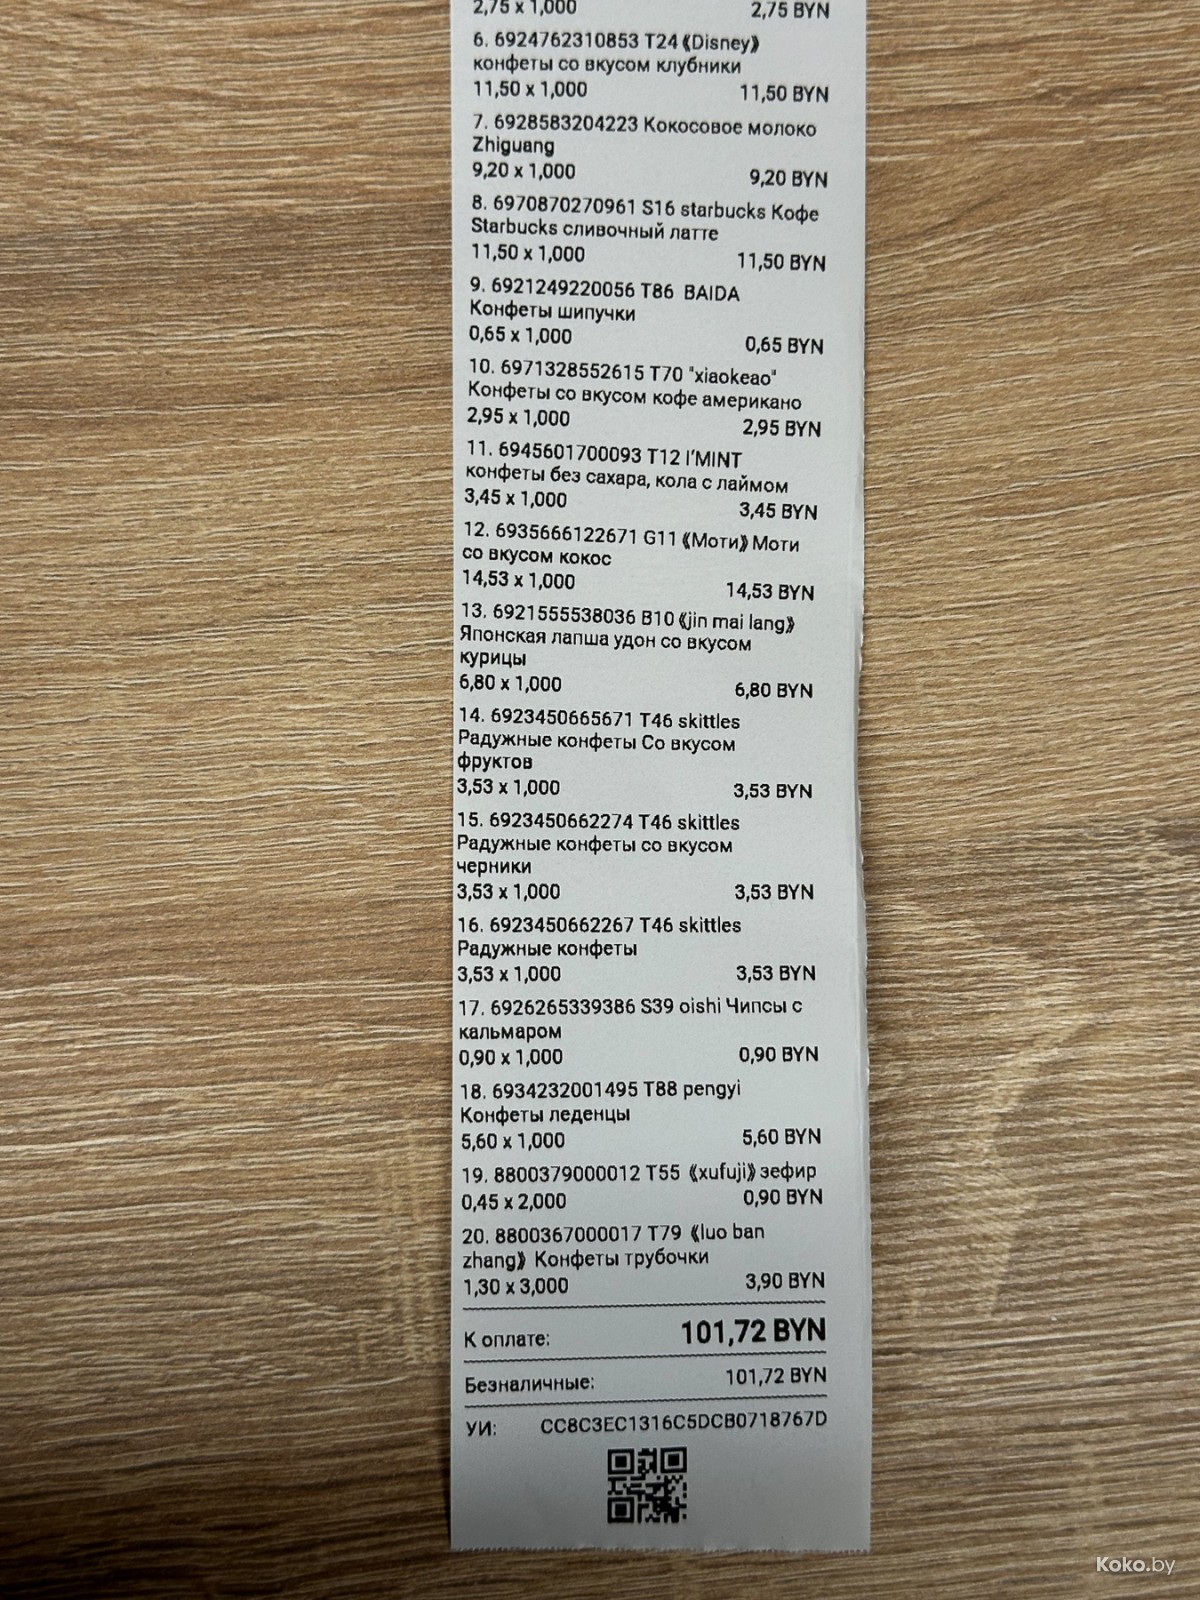 2,75 x 1,000 2,75 BYN
6. 6924762310853 T24《Disney》
конфеты со вкусом клубники
11,50 x 1,000 11,50 BYN
7. 6928583204223 Кокосовое молоко
Zhiguang
9,20 x 1,000 9,20 BYN
8. 6970870270961 S16 starbucks Кофе
Starbucks сливочный латте
11,50 x 1,000 11,50 BYN
9. 6921249220056 T86 BAIDA
Конфеты шипучки
0,65 x 1,000 0,65 BYN
10. 6971328552615 T70 "xiaokeao"
Конфеты со вкусом кофе американо
2,95 x 1,000 2,95 BYN
11. 6945601700093 T12 I'MINT
конфеты без сахара, кола с лаймом
3,45 x 1,000 3,45 BYN
12. 6935666122671 G11《Моти》Моти
со вкусом кокос
14,53 x 1,000 14,53 BYN
13. 6921555538036 B10《jin mai lang》
Японская лапша удон со вкусом
курицы
6,80 x 1,000 6,80 BYN
14. 6923450665671 T46 skittles
Радужные конфеты Со вкусом
фруктов
3,53 x 1,000 3,53 BYN
15. 6923450662274 T46 skittles
Радужные конфеты со вкусом
черники
3,53 x 1,000 3,53 BYN
16. 6923450662267 T46 skittles
Радужные конфеты
3,53 x 1,000 3,53 BYN
17. 6926265339386 S39 oishi Чипсы с
кальмаром
0,90 x 1,000 0,90 BYN
18. 6934232001495 T88 pengyi
Конфеты леденцы
5,60 x 1,000 5,60 BYN
19. 8800379000012 T55 《xufuji》зефир
0,45 x 2,000 0,90 BYN
20. 8800367000017 T79 《luo ban
zhang》 Конфеты трубочки
1,30 x 3,000 3,90 BYN
К оплате: 101,72 BYN
Безналичные: 101,72 BYN
УИ: CC8C3EC1316C5DCB0718767D
Koko.by